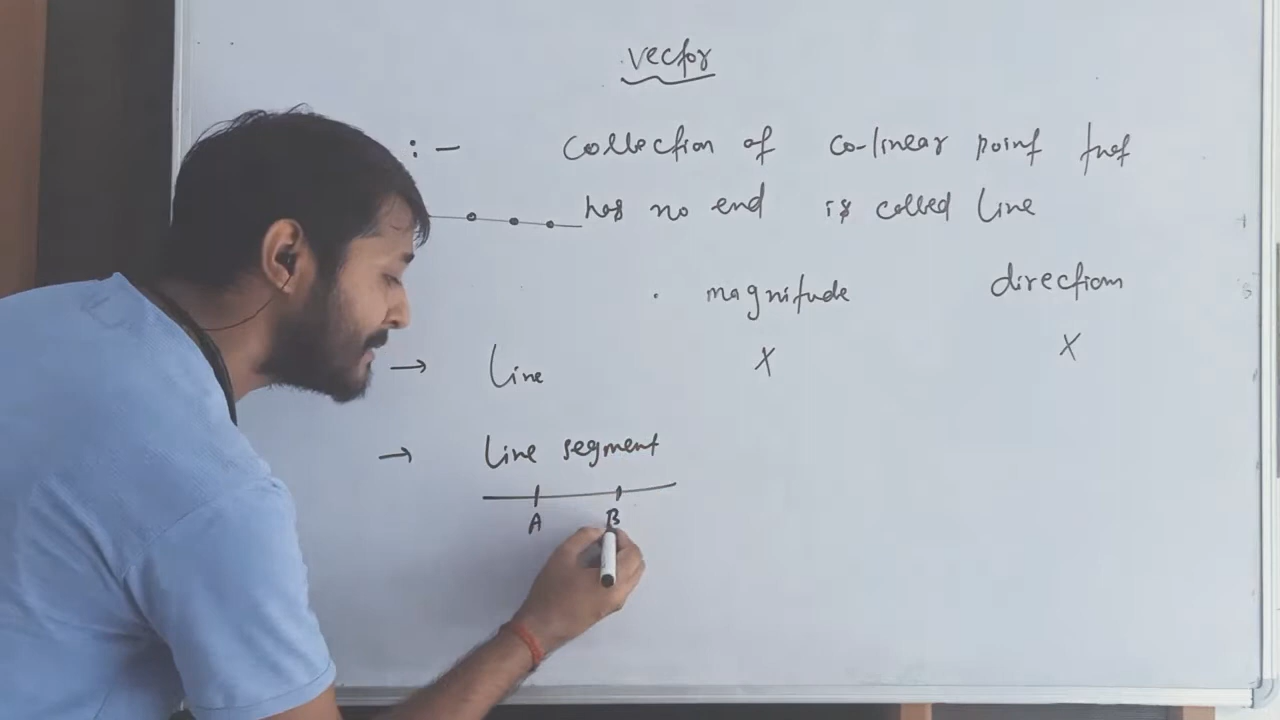 vector
:- collection of co-linear point that
has no end is called line
magnitude direction
→ Line X X
→ Line segment
A B